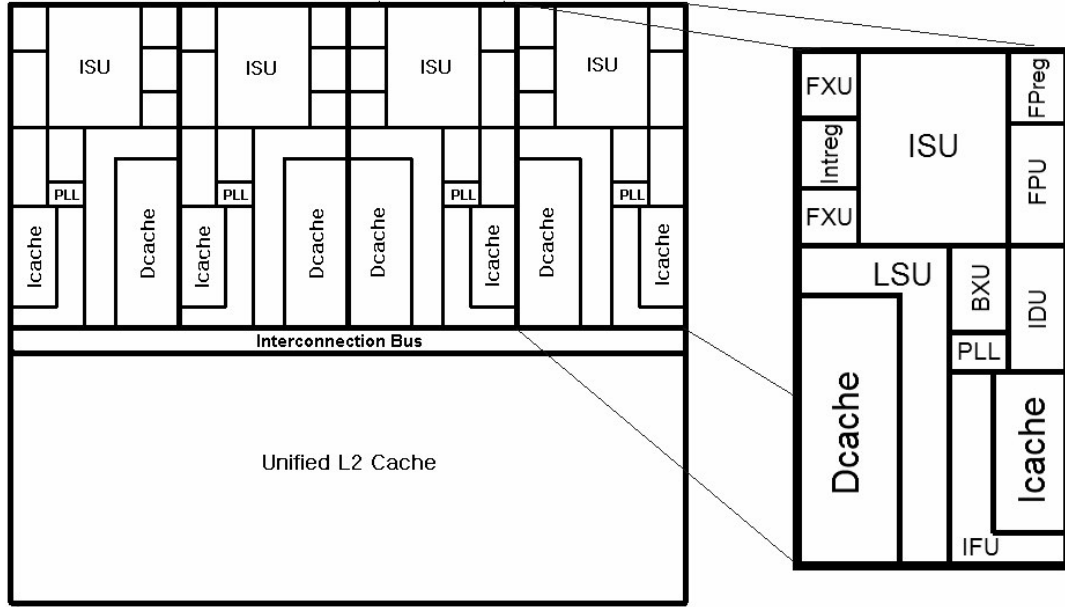 ISU
ISU
ISU
ISU
PLL
PLL
PLL
PLL
Icache
Dcache
Icache
Dcache
Dcache
Icache
Dcache
Icache
Interconnection Bus
Unified L2 Cache
FXU
ISU
FPreg
Intreg
FPU
FXU
LSU
BXU
IDU
PLL
Dcache
Icache
IFU